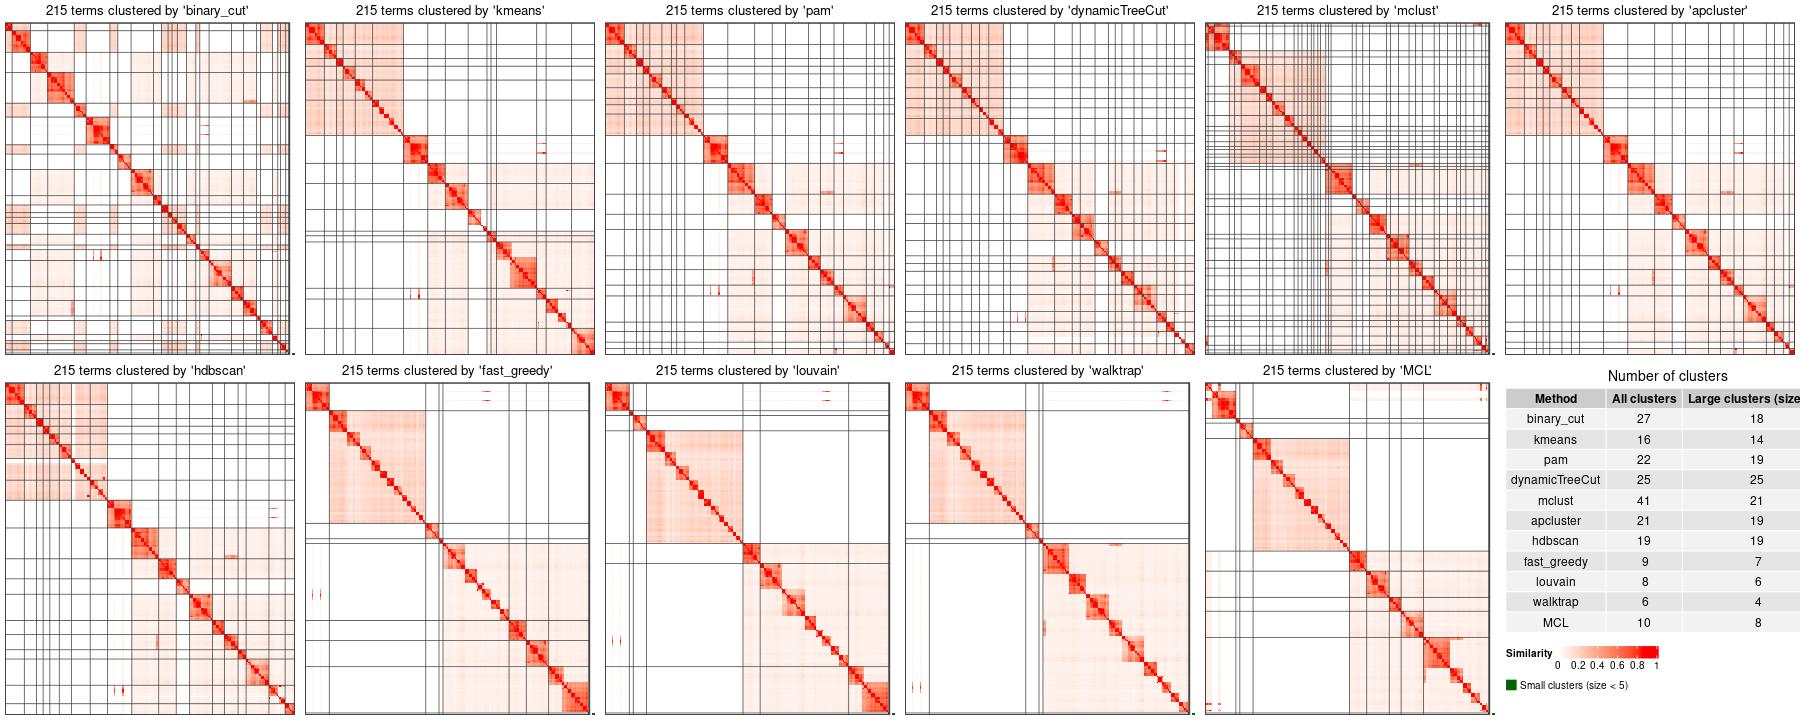 215 terms clustered by 'binary_cut'
215 terms clustered by 'kmeans'
215 terms clustered by 'pam'
215 terms clustered by 'dynamicTreeCut'
215 terms clustered by 'mclust'
215 terms clustered by 'apcluster'
215 terms clustered by 'hdbscan'
215 terms clustered by 'fast_greedy'
215 terms clustered by 'louvain'
215 terms clustered by 'walktrap'
215 terms clustered by 'MCL'
Number of clusters
Method All clusters Large clusters (size
binary_cut 27 18
kmeans 16 14
pam 22 19
dynamicTreeCut 25 25
mclust 41 21
apcluster 21 19
hdbscan 19 19
fast_greedy 9 7
louvain 8 6
walktrap 6 4
MCL 10 8
Similarity
0 0.2 0.4 0.6 0.8 1
Small clusters (size < 5)